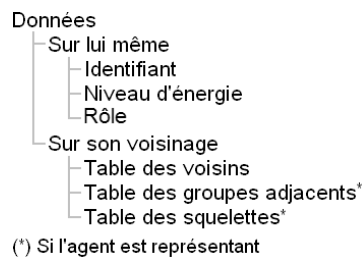 Données
Sur lui même
Identifiant
Niveau d'énergie
Rôle
Sur son voisinage
Table des voisins
Table des groupes adjacents*
Table des squelettes*
(*) Si l'agent est représentant